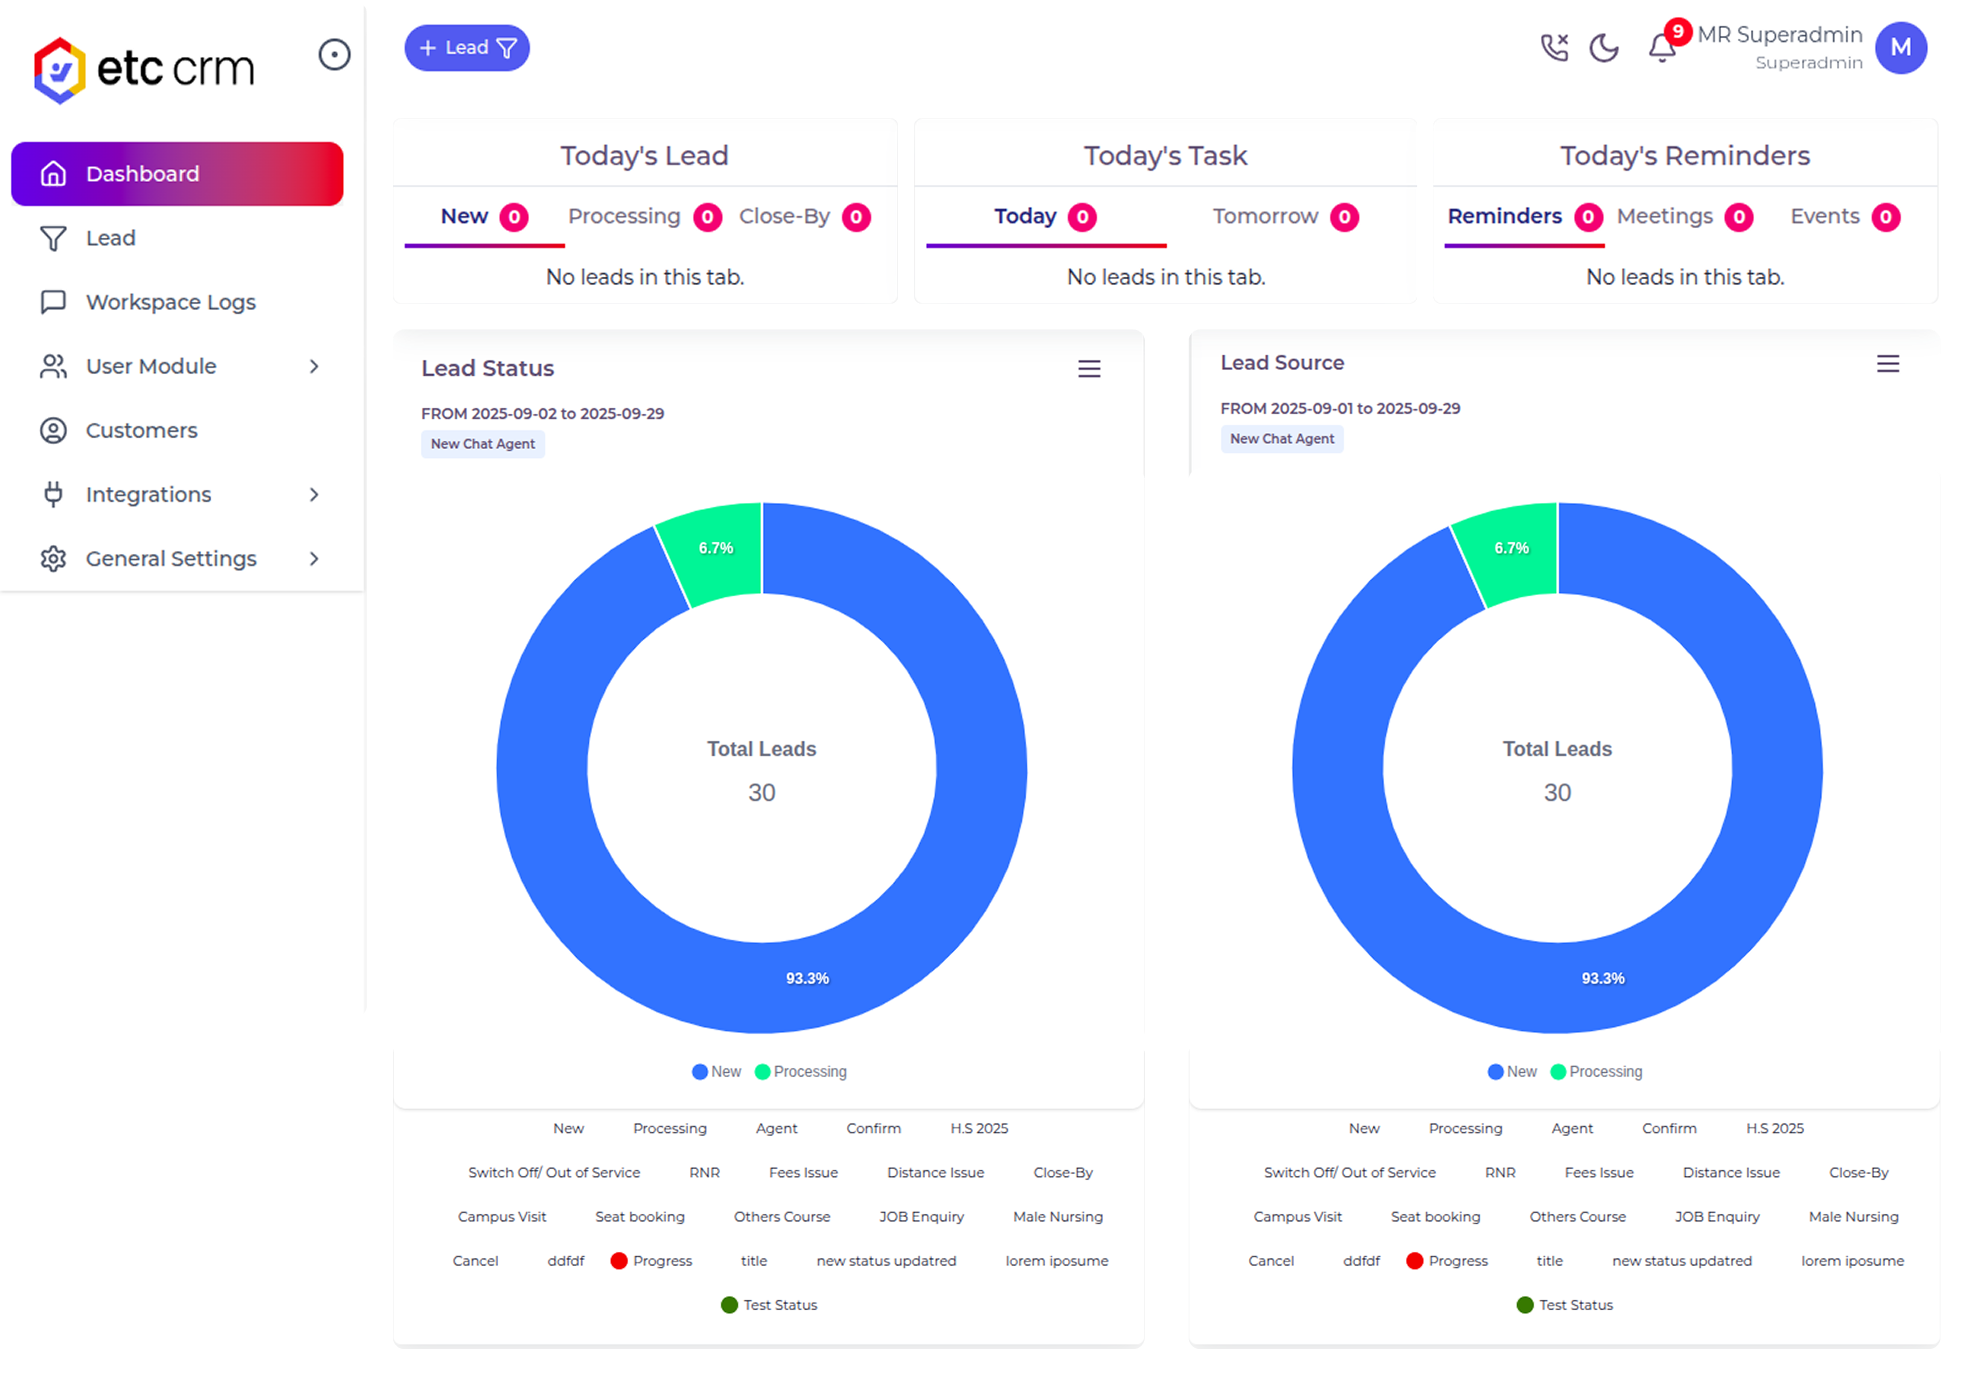 etc crm
Dashboard
Lead
Workspace Logs
User Module
Customers
Integrations
General Settings
+ Lead
9
MR Superadmin
Superadmin
M
Today's Lead
New 0 Processing 0 Close-By 0
No leads in this tab.
Today's Task
Today 0 Tomorrow 0
No leads in this tab.
Today's Reminders
Reminders 0 Meetings 0 Events 0
No leads in this tab.
Lead Status
FROM 2025-09-02 to 2025-09-29
New Chat Agent
6.7%
Total Leads
30
93.3%
New Processing
New Processing Agent Confirm H.S 2025
Switch Off/ Out of Service RNR Fees Issue Distance Issue Close-By
Campus Visit Seat booking Others Course JOB Enquiry Male Nursing
Cancel ddfdf Progress title new status updatred lorem iposume
Test Status
Lead Source
FROM 2025-09-01 to 2025-09-29
New Chat Agent
6.7%
Total Leads
30
93.3%
New Processing
New Processing Agent Confirm H.S 2025
Switch Off/ Out of Service RNR Fees Issue Distance Issue Close-By
Campus Visit Seat booking Others Course JOB Enquiry Male Nursing
Cancel ddfdf Progress title new status updatred lorem iposume
Test Status